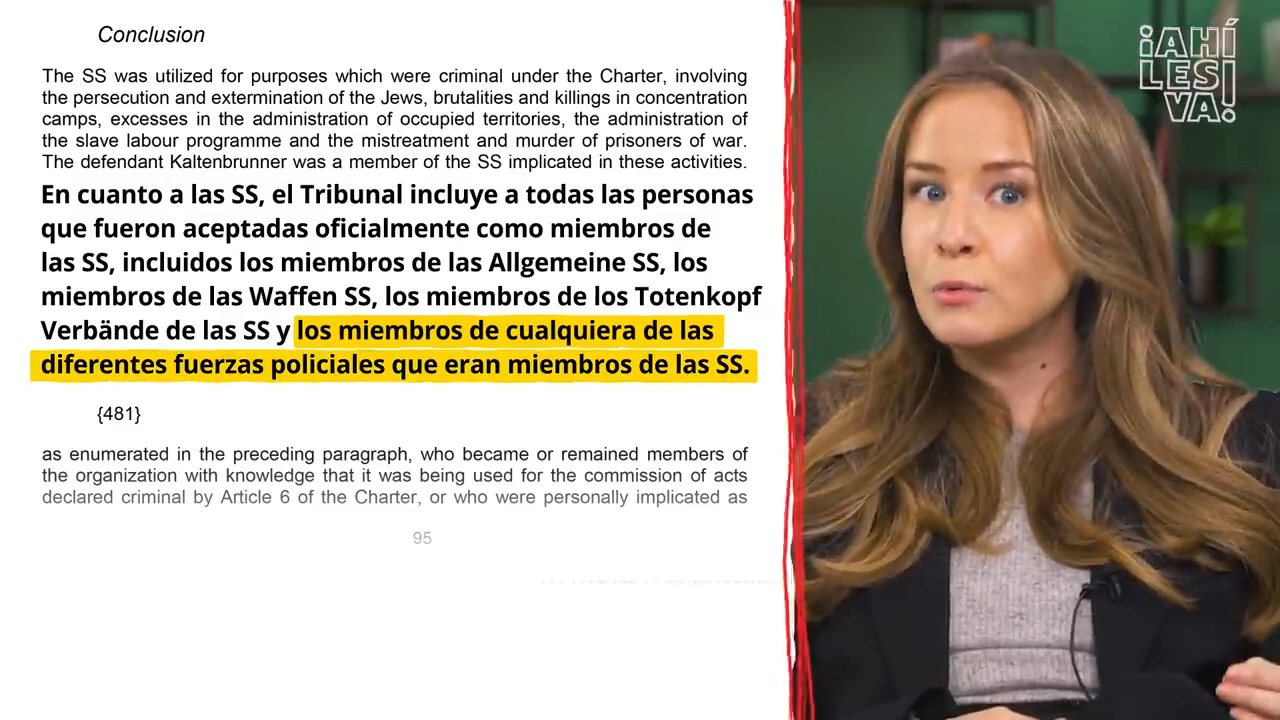 Conclusion
The SS was utilized for purposes which were criminal under the Charter, involving
the persecution and extermination of the Jews, brutalities and killings in concentration
camps, excesses in the administration of occupied territories, the administration of
the slave labour programme and the mistreatment and murder of prisoners of war.
The defendant Kaltenbrunner was a member of the SS implicated in these activities.
En cuanto a las SS, el Tribunal incluye a todas las personas
que fueron aceptadas oficialmente como miembros de
las SS, incluidos los miembros de las Allgemeine SS, los
miembros de las Waffen SS, los miembros de los Totenkopf
Verbände de las SS y los miembros de cualquiera de las
diferentes fuerzas policiales que eran miembros de las SS.
{481}
as enumerated in the preceding paragraph, who became or remained members of
the organization with knowledge that it was being used for the commission of acts
declared criminal by Article 6 of the Charter, or who were personally implicated as
95
¡AHÍ
LES
VA!